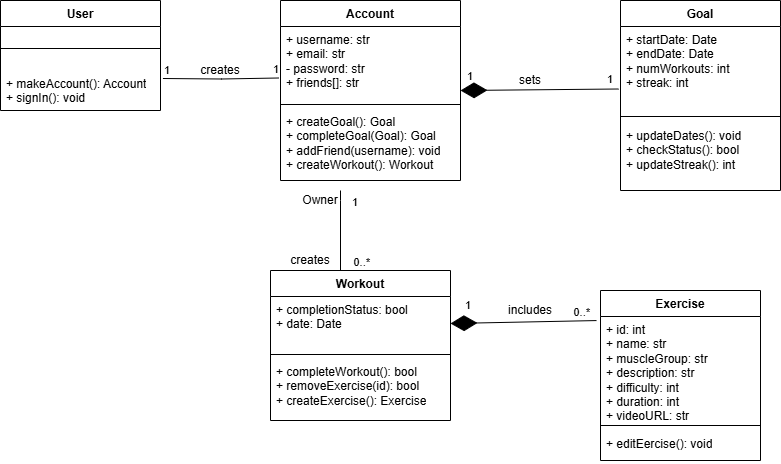 User
+ makeAccount(): Account
+ signIn(): void
1
creates
1
Account
+ username: str
+ email: str
- password: str
+ friends[]: str
+ createGoal(): Goal
+ completeGoal(Goal): Goal
+ addFriend(username): void
+ createWorkout(): Workout
1
sets
1
Goal
+ startDate: Date
+ endDate: Date
+ numWorkouts: int
+ streak: int
+ updateDates(): void
+ checkStatus(): bool
+ updateStreak(): int
Owner
1
creates
0..*
Workout
+ completionStatus: bool
+ date: Date
+ completeWorkout(): bool
+ removeExercise(id): bool
+ createExercise(): Exercise
1
includes
0..*
Exercise
+ id: int
+ name: str
+ muscleGroup: str
+ description: str
+ difficulty: int
+ duration: int
+ videoURL: str
+ editEercise(): void